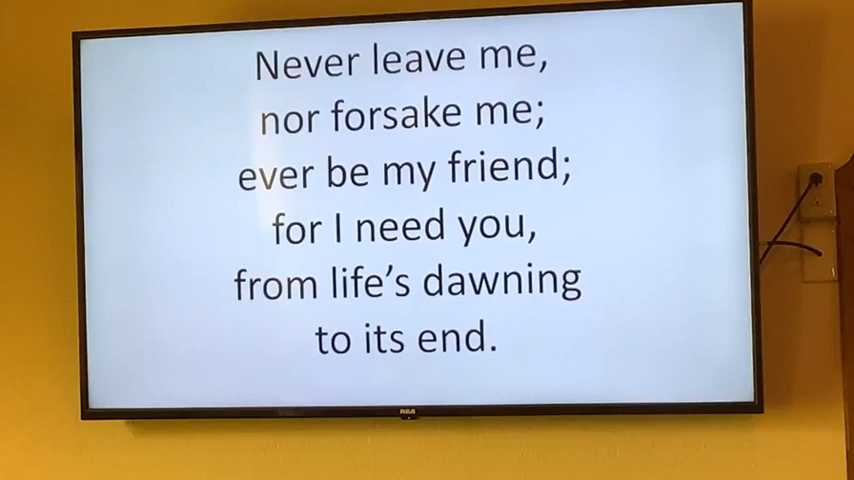 Never leave me,
nor forsake me;
ever be my friend;
for I need you,
from life's dawning
to its end.
RCA